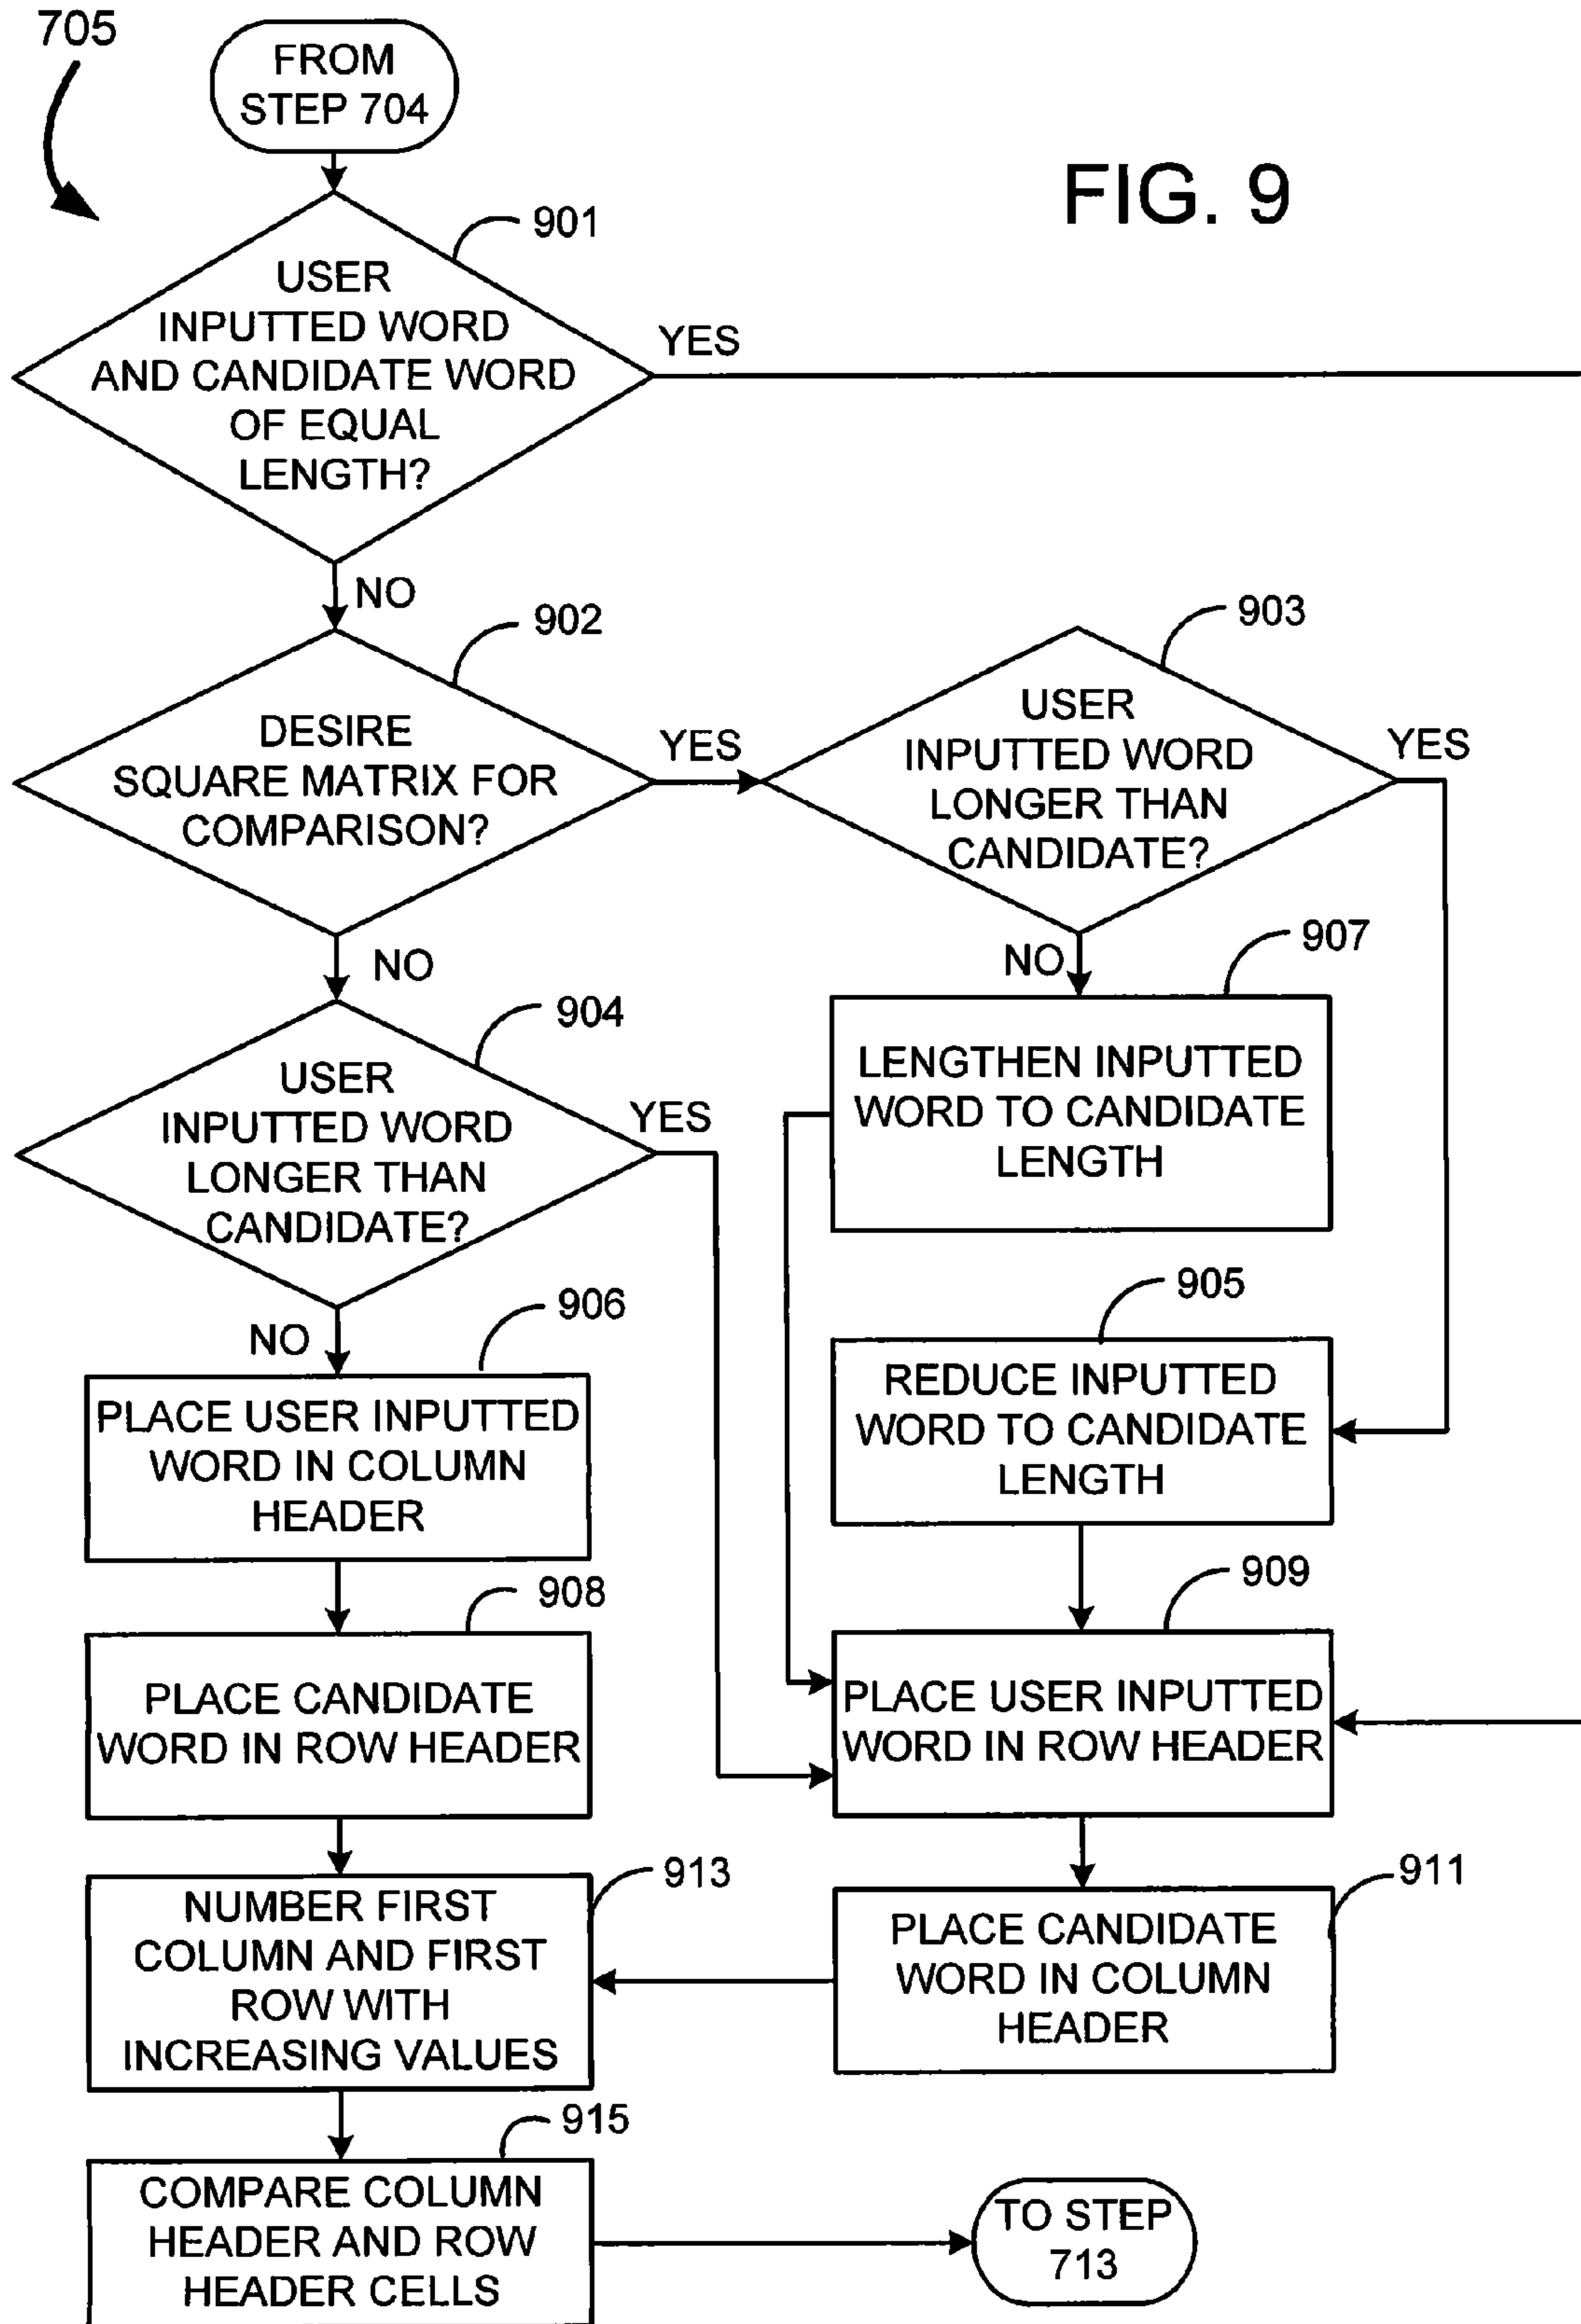 705
FROM
STEP 704
FIG. 9
901
USER
INPUTTED WORD
AND CANDIDATE WORD
OF EQUAL
LENGTH?
YES
NO
902
DESIRE
SQUARE MATRIX FOR
COMPARISON?
YES
903
USER
INPUTTED WORD
LONGER THAN
CANDIDATE?
YES
NO
NO
904
USER
INPUTTED WORD
LONGER THAN
CANDIDATE?
YES
907
LENGTHEN INPUTTED
WORD TO CANDIDATE
LENGTH
NO
906
PLACE USER INPUTTED
WORD IN COLUMN
HEADER
905
REDUCE INPUTTED
WORD TO CANDIDATE
LENGTH
908
PLACE CANDIDATE
WORD IN ROW HEADER
909
PLACE USER INPUTTED
WORD IN ROW HEADER
913
NUMBER FIRST
COLUMN AND FIRST
ROW WITH
INCREASING VALUES
911
PLACE CANDIDATE
WORD IN COLUMN
HEADER
915
COMPARE COLUMN
HEADER AND ROW
HEADER CELLS
TO STEP
713